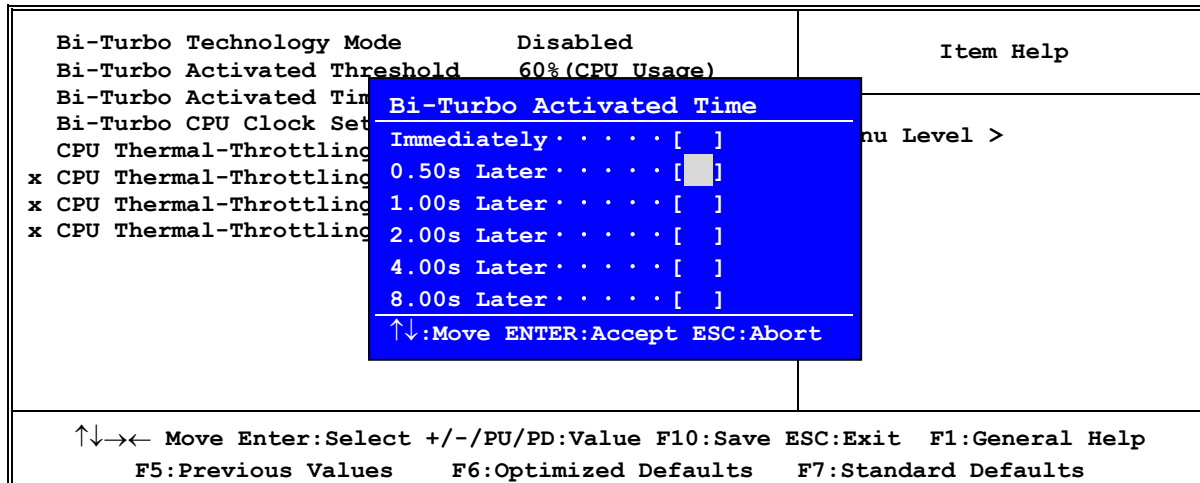 Bi-Turbo Technology Mode Disabled
Item Help
Bi-Turbo Activated Threshold 60%(CPU Usage)
Bi-Turbo Activated Tim
Bi-Turbo CPU Clock Set
nu Level >
CPU Thermal-Throttling
x CPU Thermal-Throttling
x CPU Thermal-Throttling
x CPU Thermal-Throttling
Bi-Turbo Activated Time
Immediately·····[ ]
0.50s Later·····[ ]
1.00s Later·····[ ]
2.00s Later·····[ ]
4.00s Later·····[ ]
8.00s Later·····[ ]
↑↓:Move ENTER:Accept ESC:Abort
↑↓→← Move Enter:Select +/-/PU/PD:Value F10:Save ESC:Exit F1:General Help
F5:Previous Values F6:Optimized Defaults F7:Standard Defaults